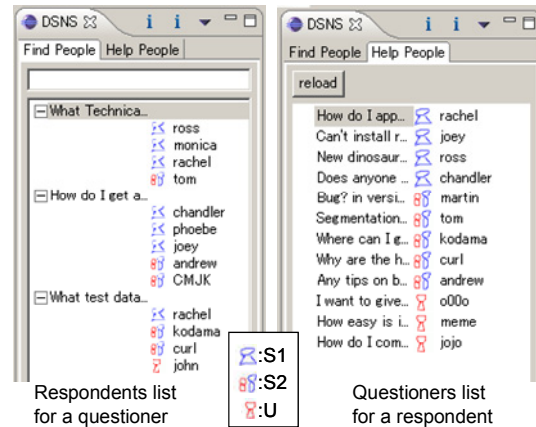 DSNS
Find People Help People
What Technica...
ross
monica
rachel
tom
How do I get a...
chandler
phoebe
joey
andrew
CMJK
What test data...
rachel
kodama
curl
john
Respondents list
for a questioner
:S1
:S2
:U
DSNS
Find People Help People
reload
How do I app... rachel
Can't install r... joey
New dinosaur... ross
Does anyone ... chandler
Bug? in versi... martin
Segmentation... tom
Where can I g... kodama
Why are the h... curl
Any tips on b... andrew
I want to give... o00o
How easy is i... meme
How do I com... jojo
Questioners list
for a respondent